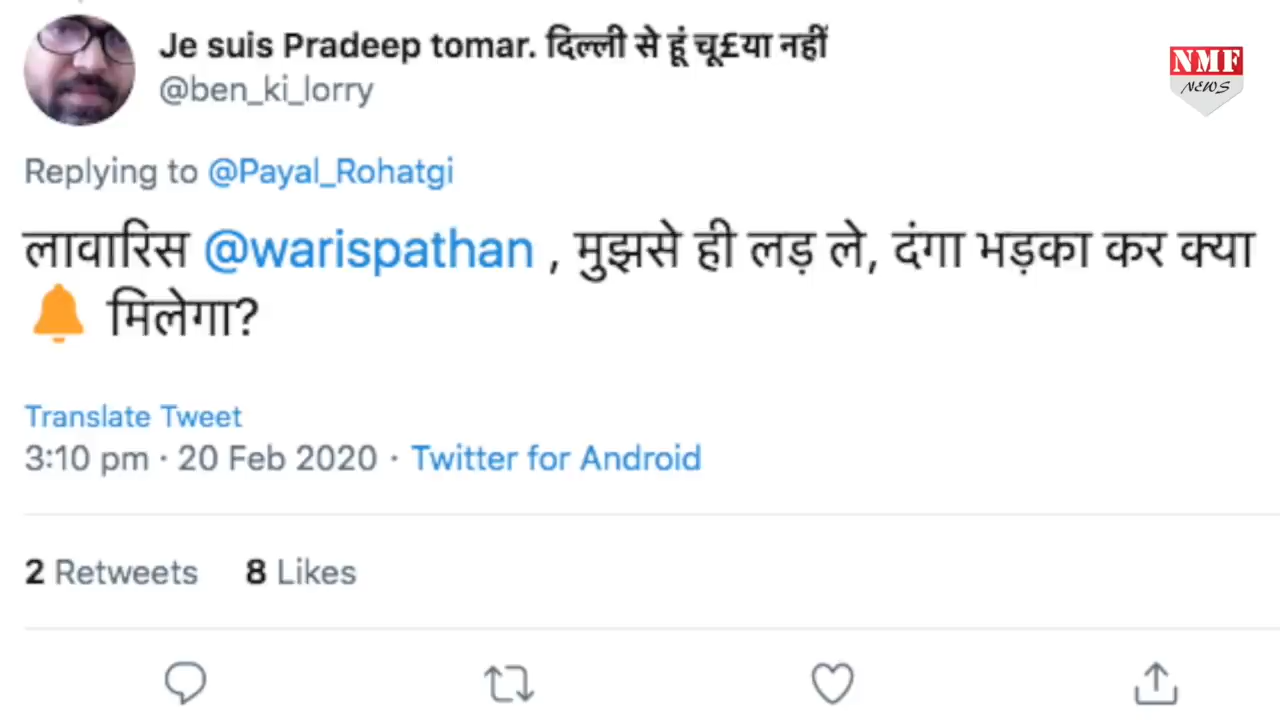 Je suis Pradeep tomar. दिल्ली से हूं चू£या नहीं
@ben_ki_lorry
NMF
NEWS
Replying to @Payal_Rohatgi
लावारिस @warispathan , मुझसे ही लड़ ले, दंगा भड़का कर क्या
🔔 मिलेगा?
Translate Tweet
3:10 pm · 20 Feb 2020 · Twitter for Android
2 Retweets 8 Likes